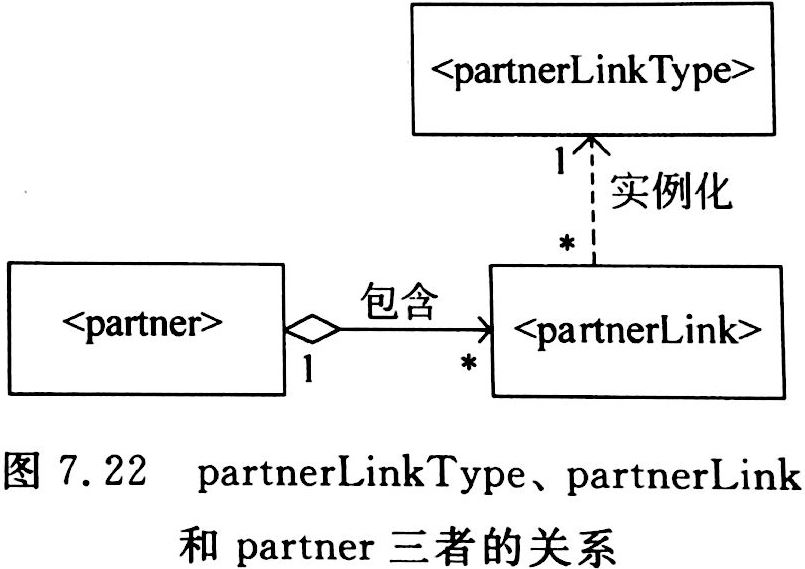 <partnerLinkType>
1
实例化
*
包含
<partner>
<partnerLink>
1
*
图 7.22 partnerLinkType、partnerLink
和 partner 三者的关系